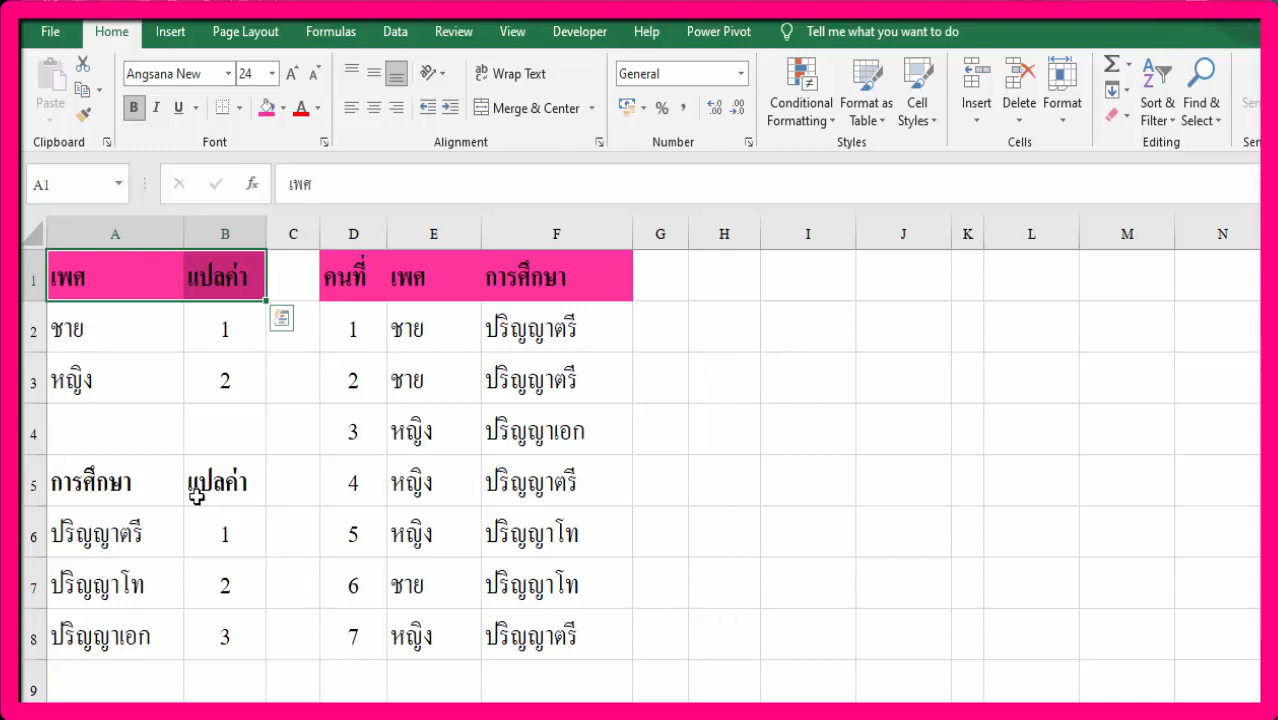 File Home Insert Page Layout Formulas Data Review View Developer Help Power Pivot Tell me what you want to do
Paste
Clipboard
Angsana New 24 A A
B I U A
Font
ab Wrap Text
Merge & Center
Alignment
General
% ,
Number
Conditional Formatting
Format as Table
Cell Styles
Styles
Insert Delete Format
Cells
Sort & Filter Find & Select
Editing
A1 fx เพศ
A B C D E F G H I J K L M N
1 เพศ แปลค่า คนที่ เพศ การศึกษา
2 ชาย 1 1 ชาย ปริญญาตรี
3 หญิง 2 2 ชาย ปริญญาตรี
4 3 หญิง ปริญญาเอก
5 การศึกษา แปลค่า 4 หญิง ปริญญาตรี
6 ปริญญาตรี 1 5 หญิง ปริญญาโท
7 ปริญญาโท 2 6 ชาย ปริญญาโท
8 ปริญญาเอก 3 7 หญิง ปริญญาตรี
9